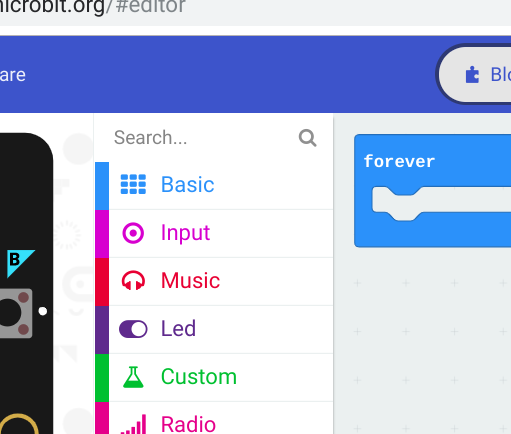 microbit.org/#editor
are
Blo
Search...
forever
Basic
Input
B
Music
Led
Custom
Radio